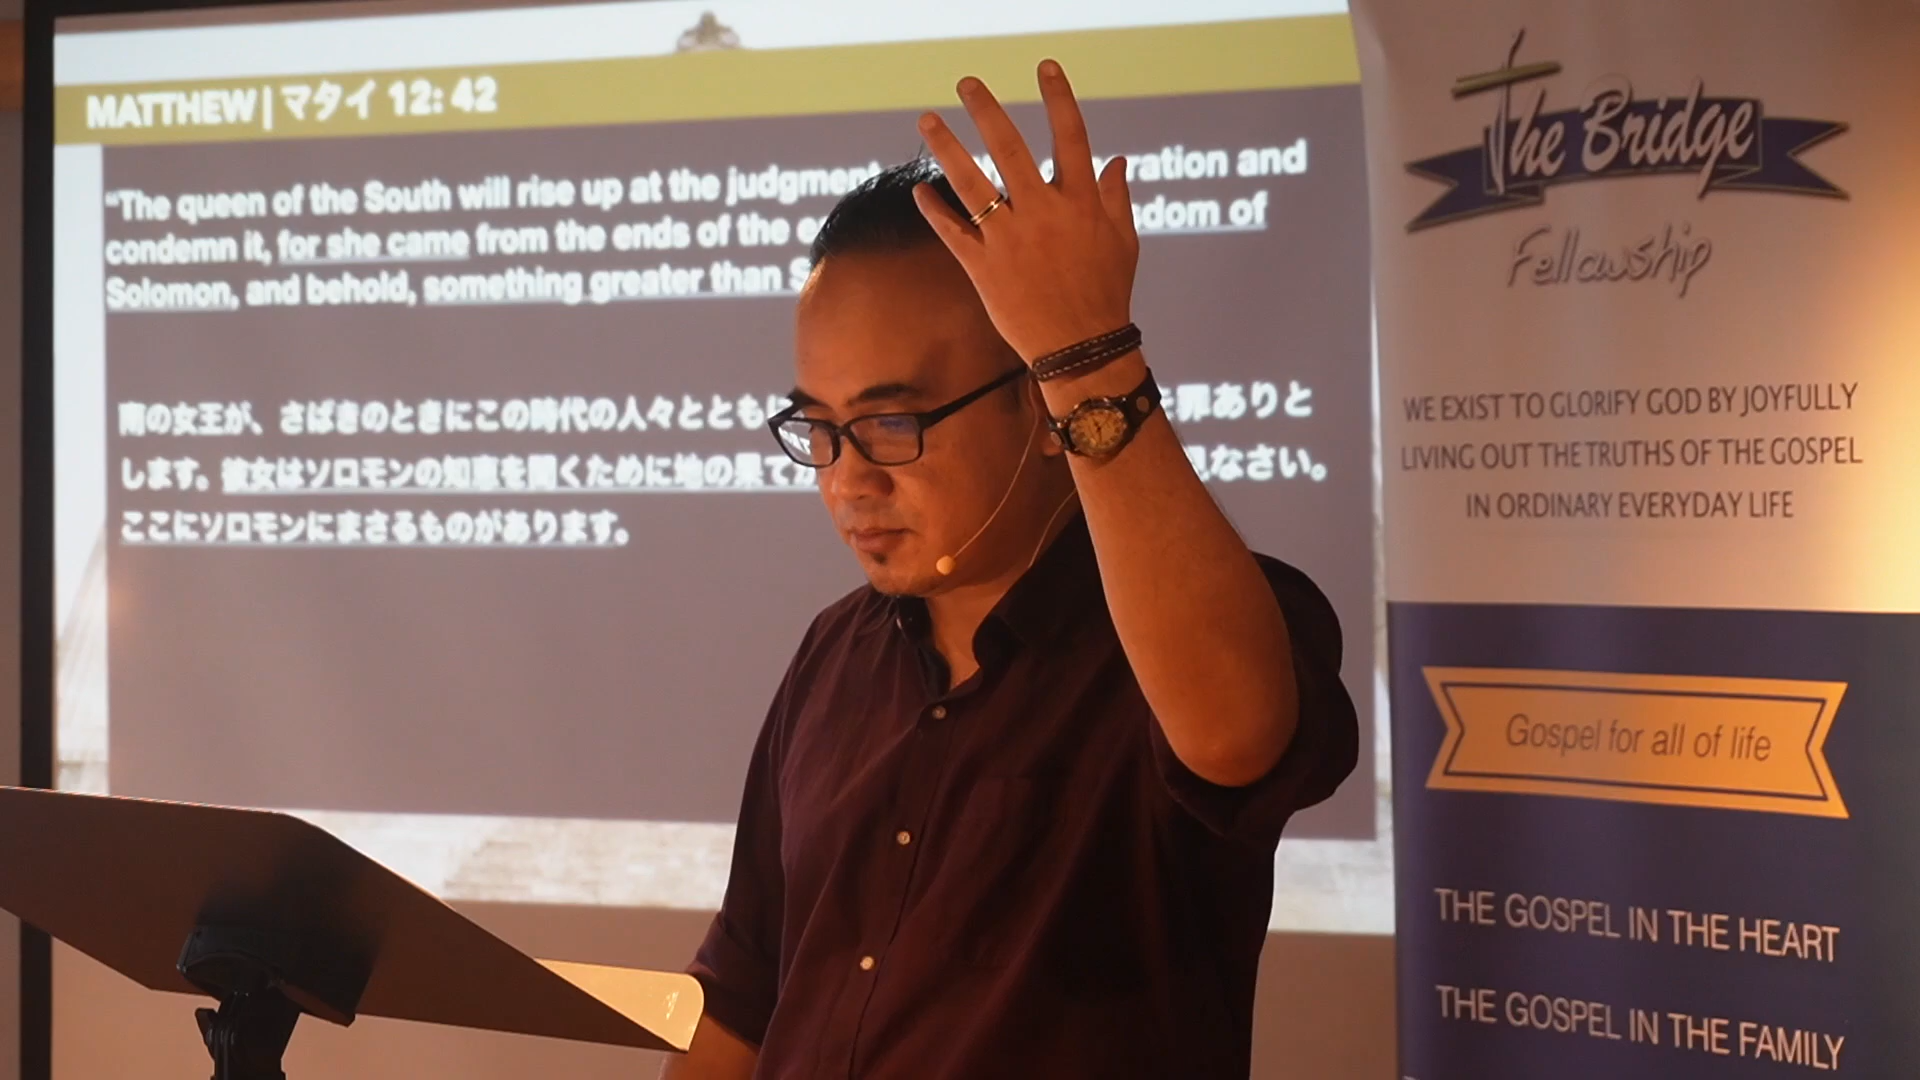 MATTHEW | マタイ 12: 42
“The queen of the South will rise up at the judgment and
condemn it, for she came from the ends of the of
Solomon, and behold, something greater than
南の女王が、さばきのときにこの時代の人々とともに 罪ありと
します。彼女はソロモンの知恵を聞くために地の果てか なさい。
ここにソロモンにまさるものがあります。
The Bridge
Fellowship
WE EXIST TO GLORIFY GOD BY JOYFULLY
LIVING OUT THE TRUTHS OF THE GOSPEL
IN ORDINARY EVERYDAY LIFE
Gospel for all of life
THE GOSPEL IN THE HEART
THE GOSPEL IN THE FAMILY